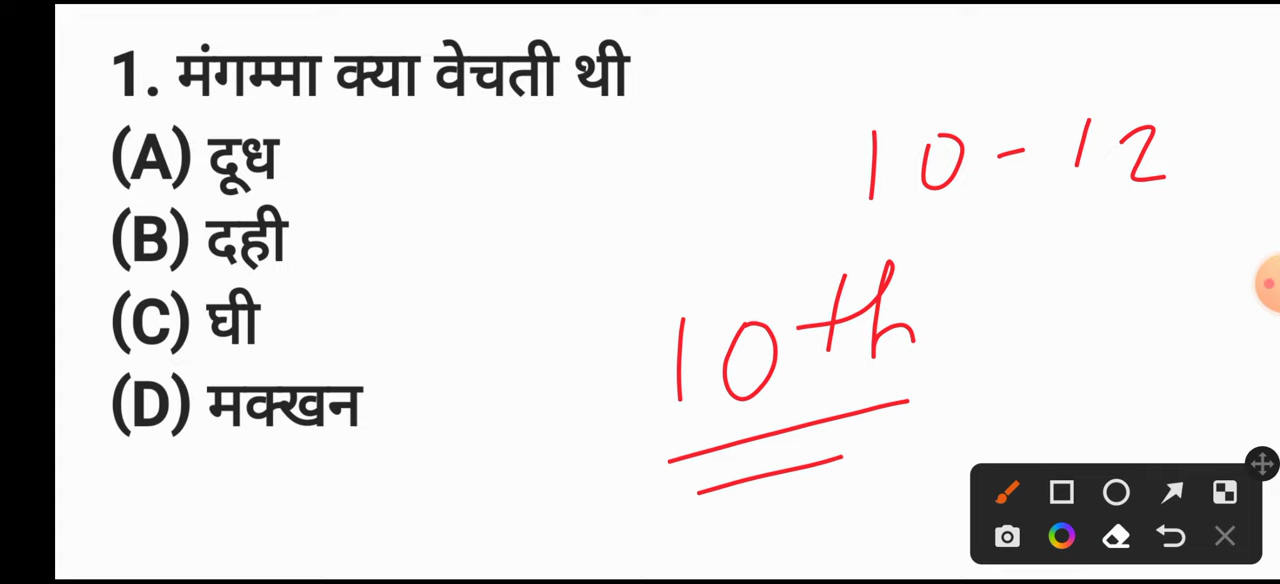 1. मंगम्मा क्या वेचती थी
(A) दूध
(B) दही
(C) घी
(D) मक्खन
10-12
10th